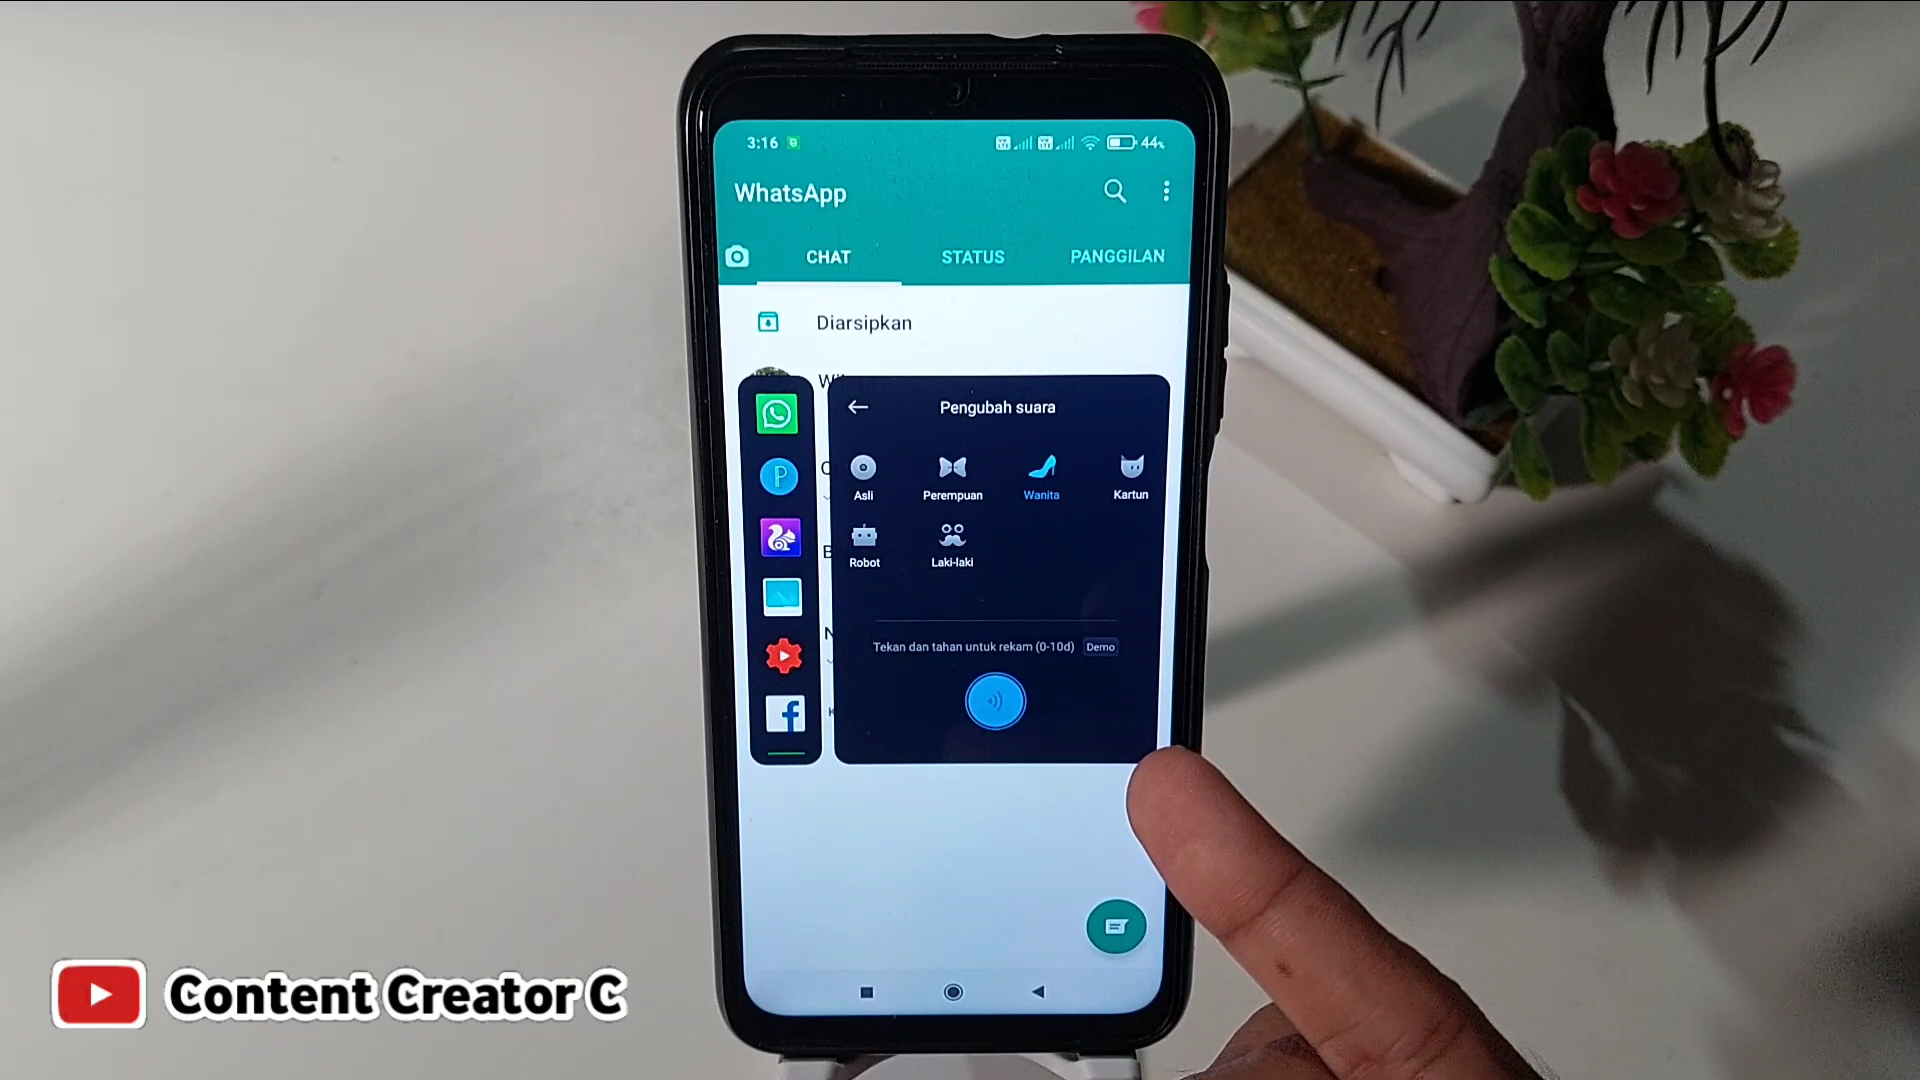 3:16
44%
WhatsApp
CHAT
STATUS
PANGGILAN
Diarsipkan
Pengubah suara
Asli
Perempuan
Wanita
Kartun
Robot
Laki-laki
Tekan dan tahan untuk rekam (0-10d)
Demo
Content Creator C